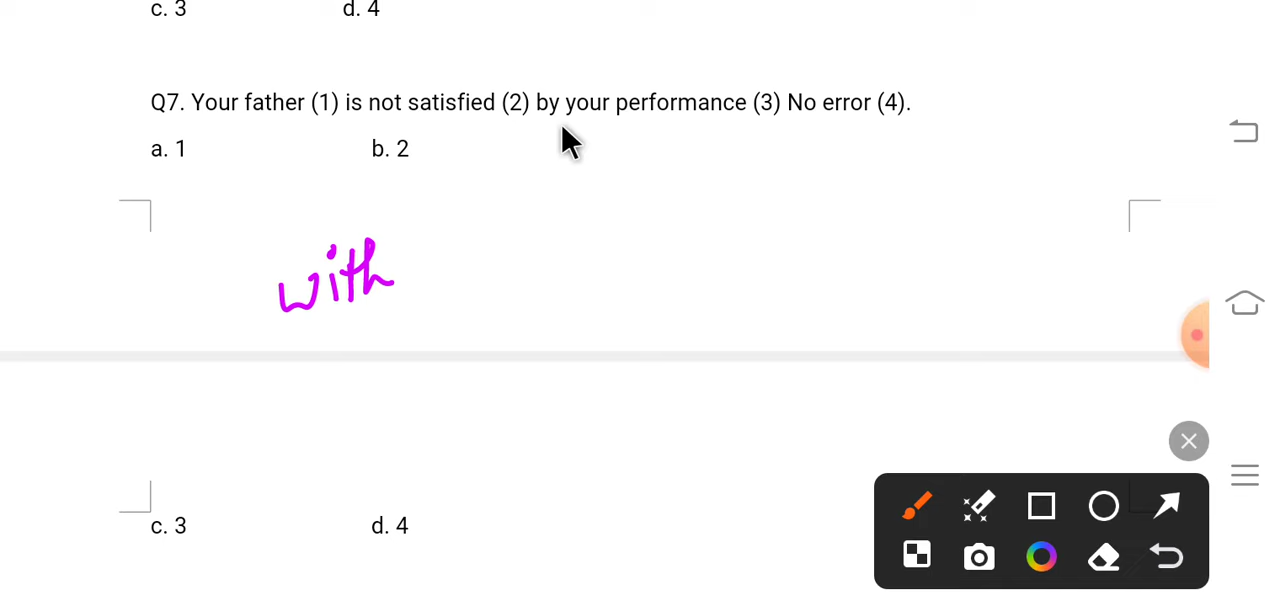 c. 3 d. 4
Q7. Your father (1) is not satisfied (2) by your performance (3) No error (4).
a. 1 b. 2
with
c. 3 d. 4